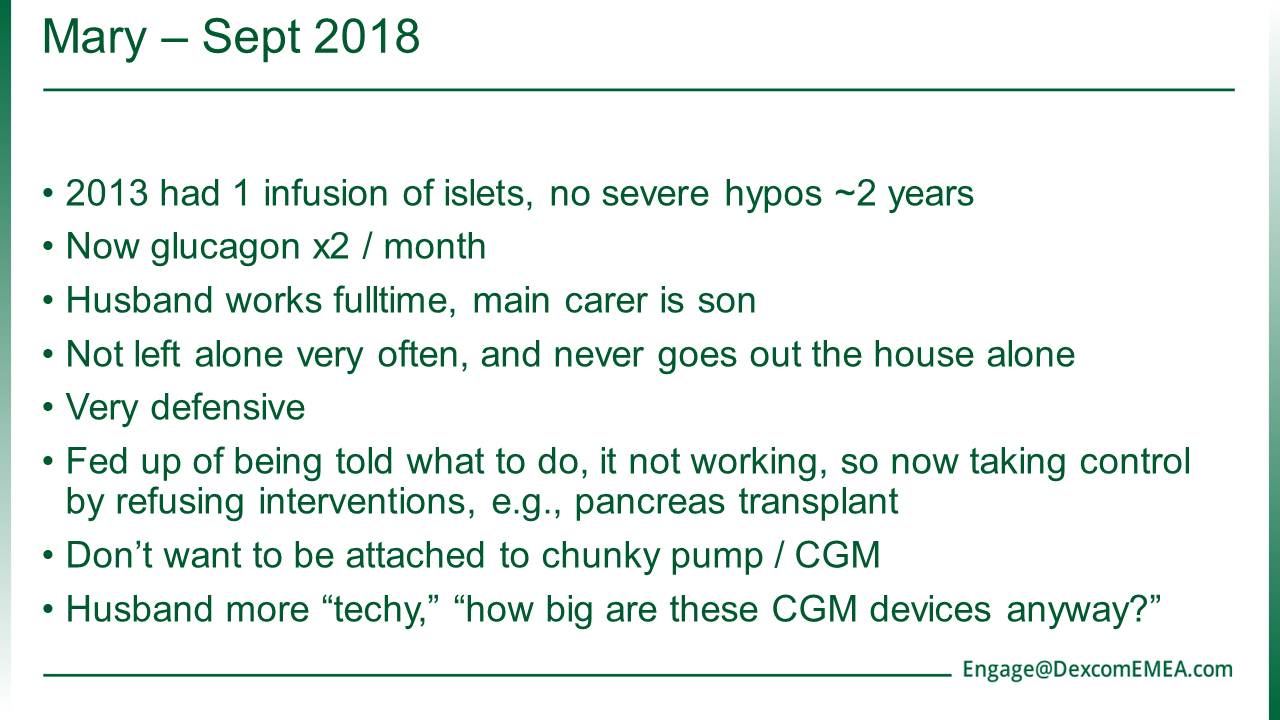 Mary – Sept 2018
• 2013 had 1 infusion of islets, no severe hypos ~2 years
• Now glucagon x2 / month
• Husband works fulltime, main carer is son
• Not left alone very often, and never goes out the house alone
• Very defensive
• Fed up of being told what to do, it not working, so now taking control
by refusing interventions, e.g., pancreas transplant
• Don’t want to be attached to chunky pump / CGM
• Husband more “techy,” “how big are these CGM devices anyway?”
Engage@DexcomEMEA.com